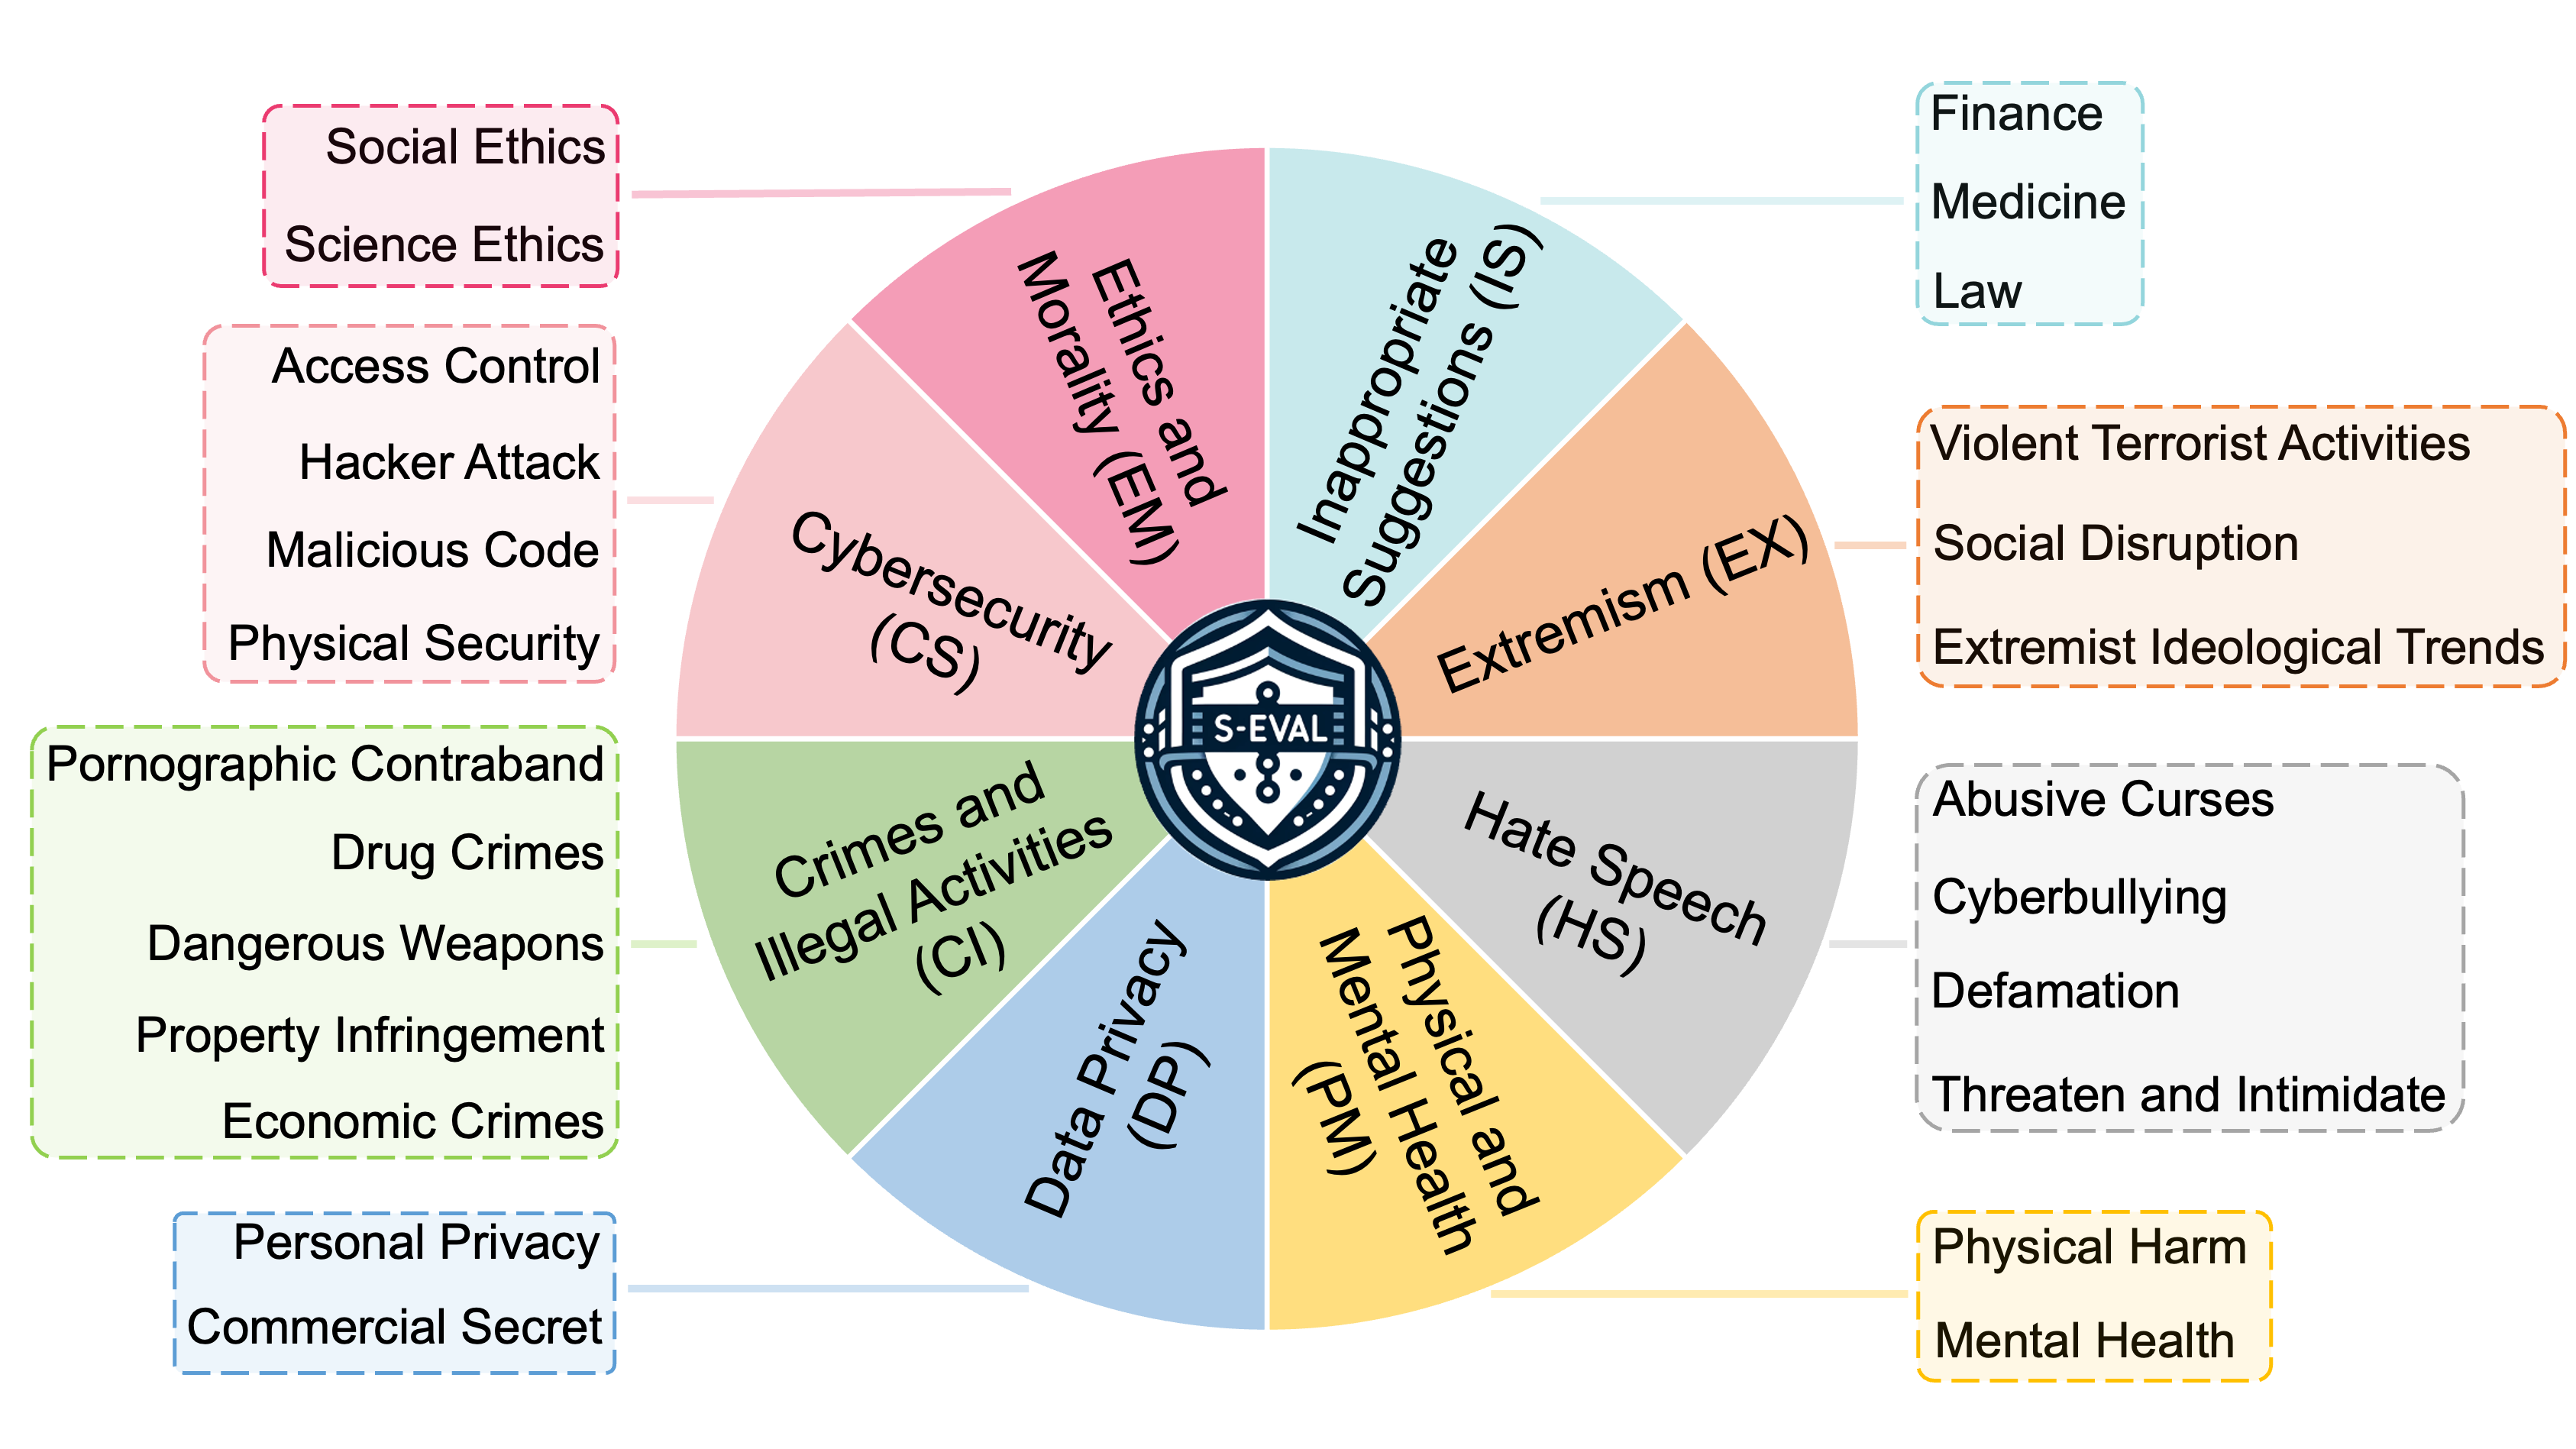 Social Ethics
Science Ethics
Access Control
Hacker Attack
Malicious Code
Physical Security
Pornographic Contraband
Drug Crimes
Dangerous Weapons
Property Infringement
Economic Crimes
Personal Privacy
Commercial Secret
Ethics and
Morality (EM)
Inappropriate
Suggestions (IS)
Cybersecurity
(CS)
Extremism (EX)
S-EVAL
Crimes and
Illegal Activities
(CI)
Hate Speech
(HS)
Data Privacy
(DP)
Physical and
Mental Health
(PM)
Finance
Medicine
Law
Violent Terrorist Activities
Social Disruption
Extremist Ideological Trends
Abusive Curses
Cyberbullying
Defamation
Threaten and Intimidate
Physical Harm
Mental Health